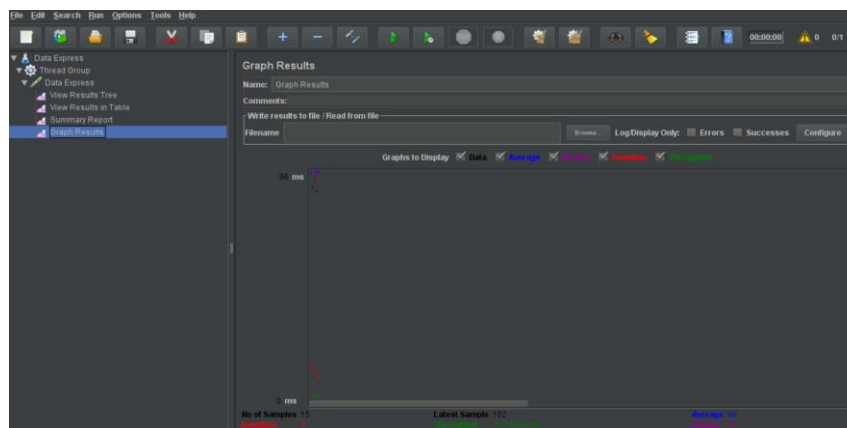 File Edit Search Run Options Tools Help
00:00:00 0 0/1
Data Express
Thread Group
Data Express
View Results Tree
View Results in Table
Summary Report
Graph Results
Graph Results
Name: Graph Results
Comments:
Write results to file / Read from file
Filename Browse... Log/Display Only: Errors Successes Configure
Graphs to Display Data Average Deviation
ms
0 ms
No of Samples 15 Latest Sample 102 Average
Deviation